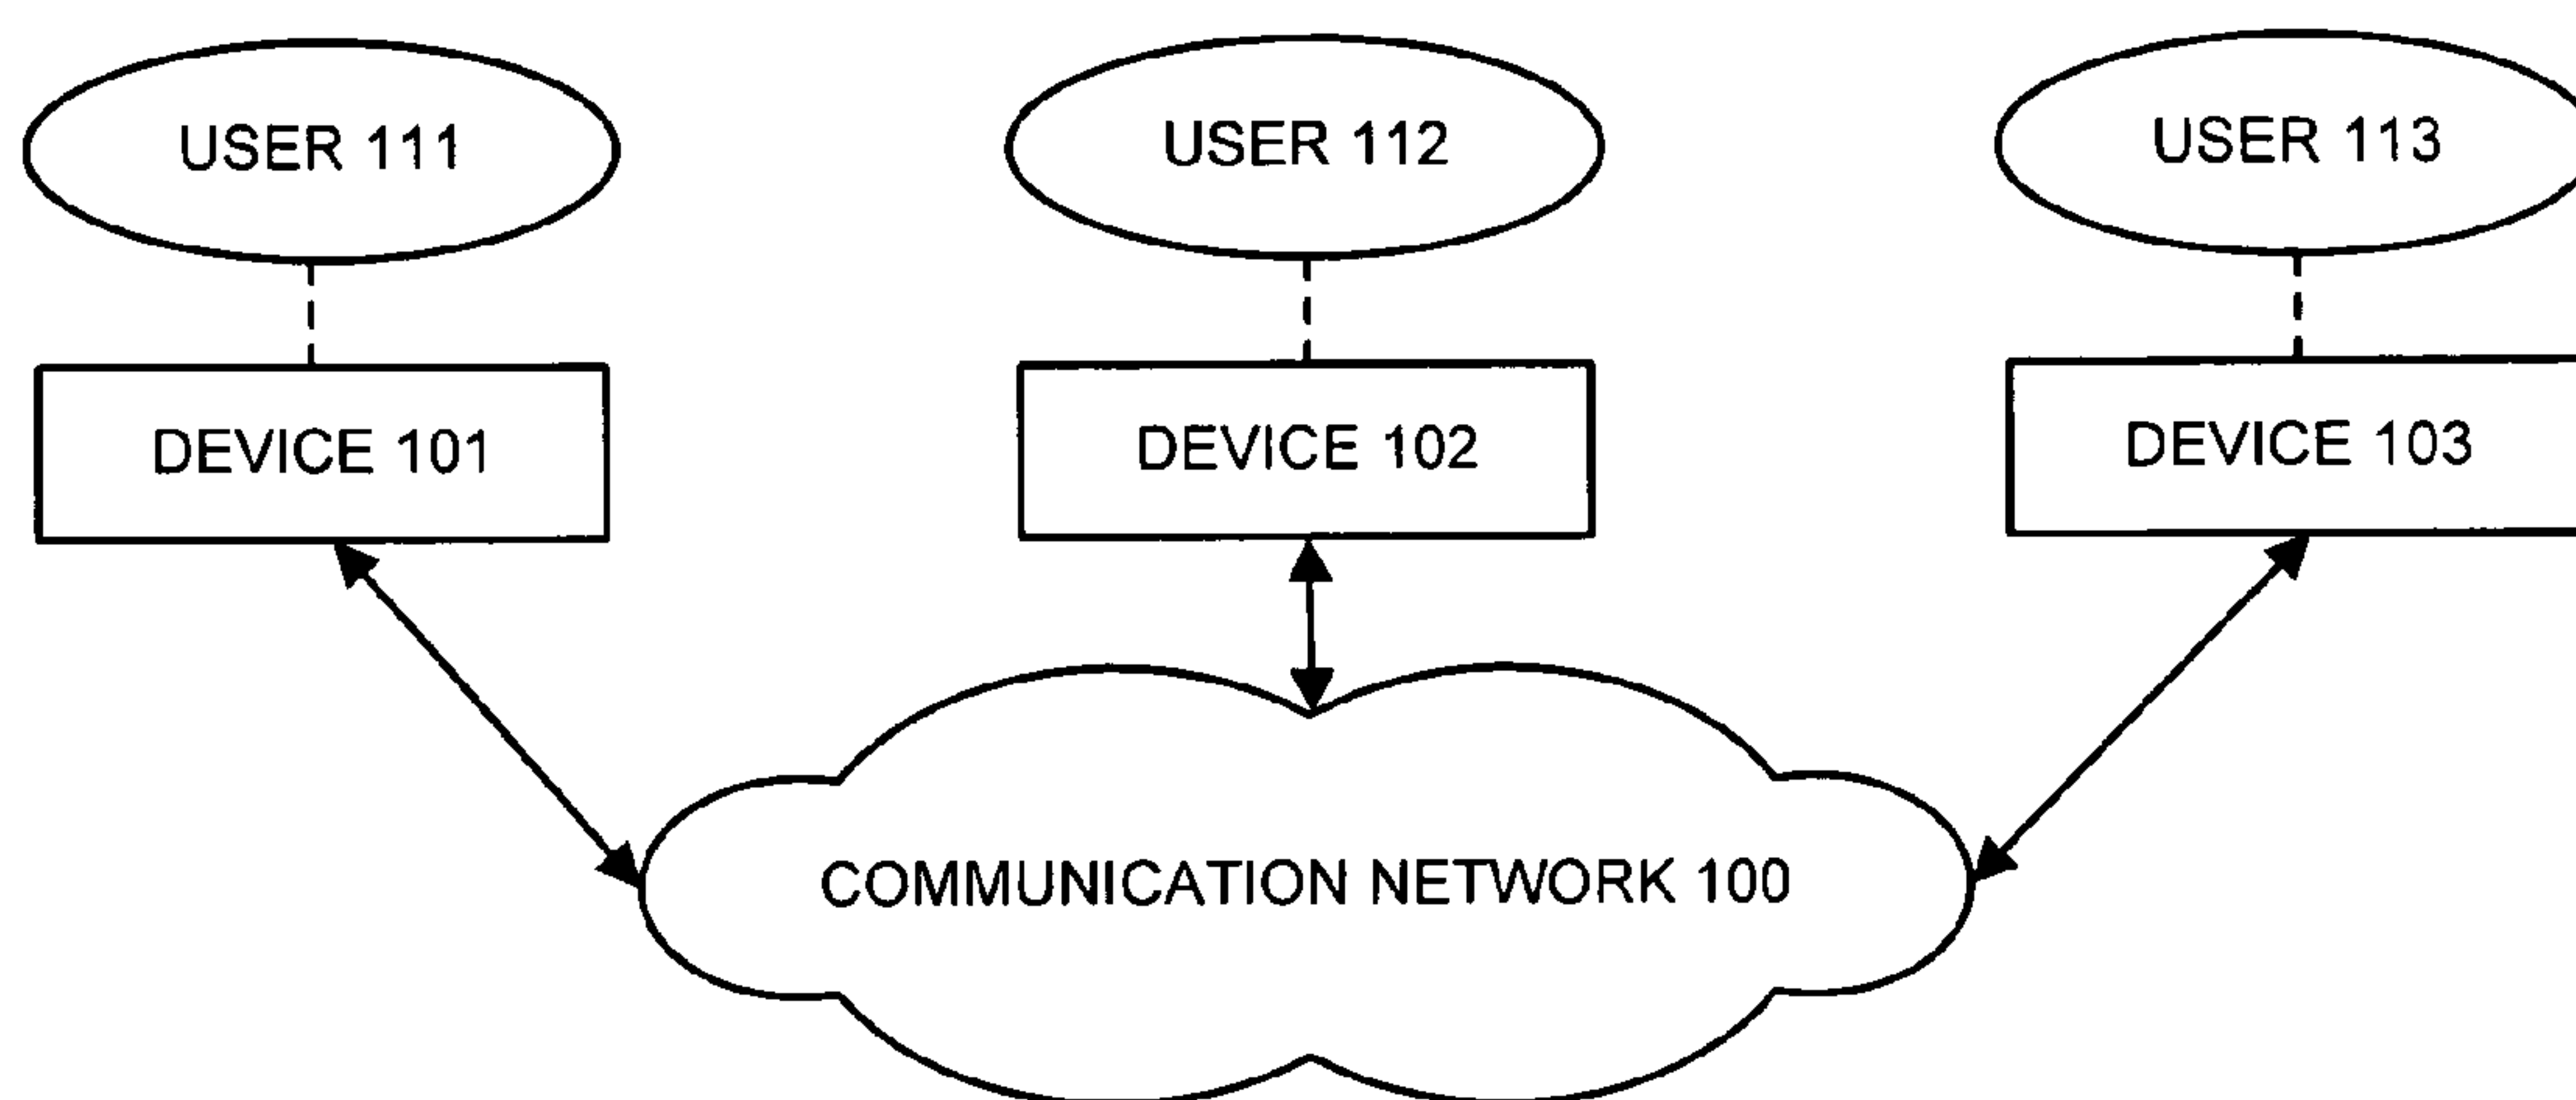 USER 111
USER 112
USER 113
DEVICE 101
DEVICE 102
DEVICE 103
COMMUNICATION NETWORK 100